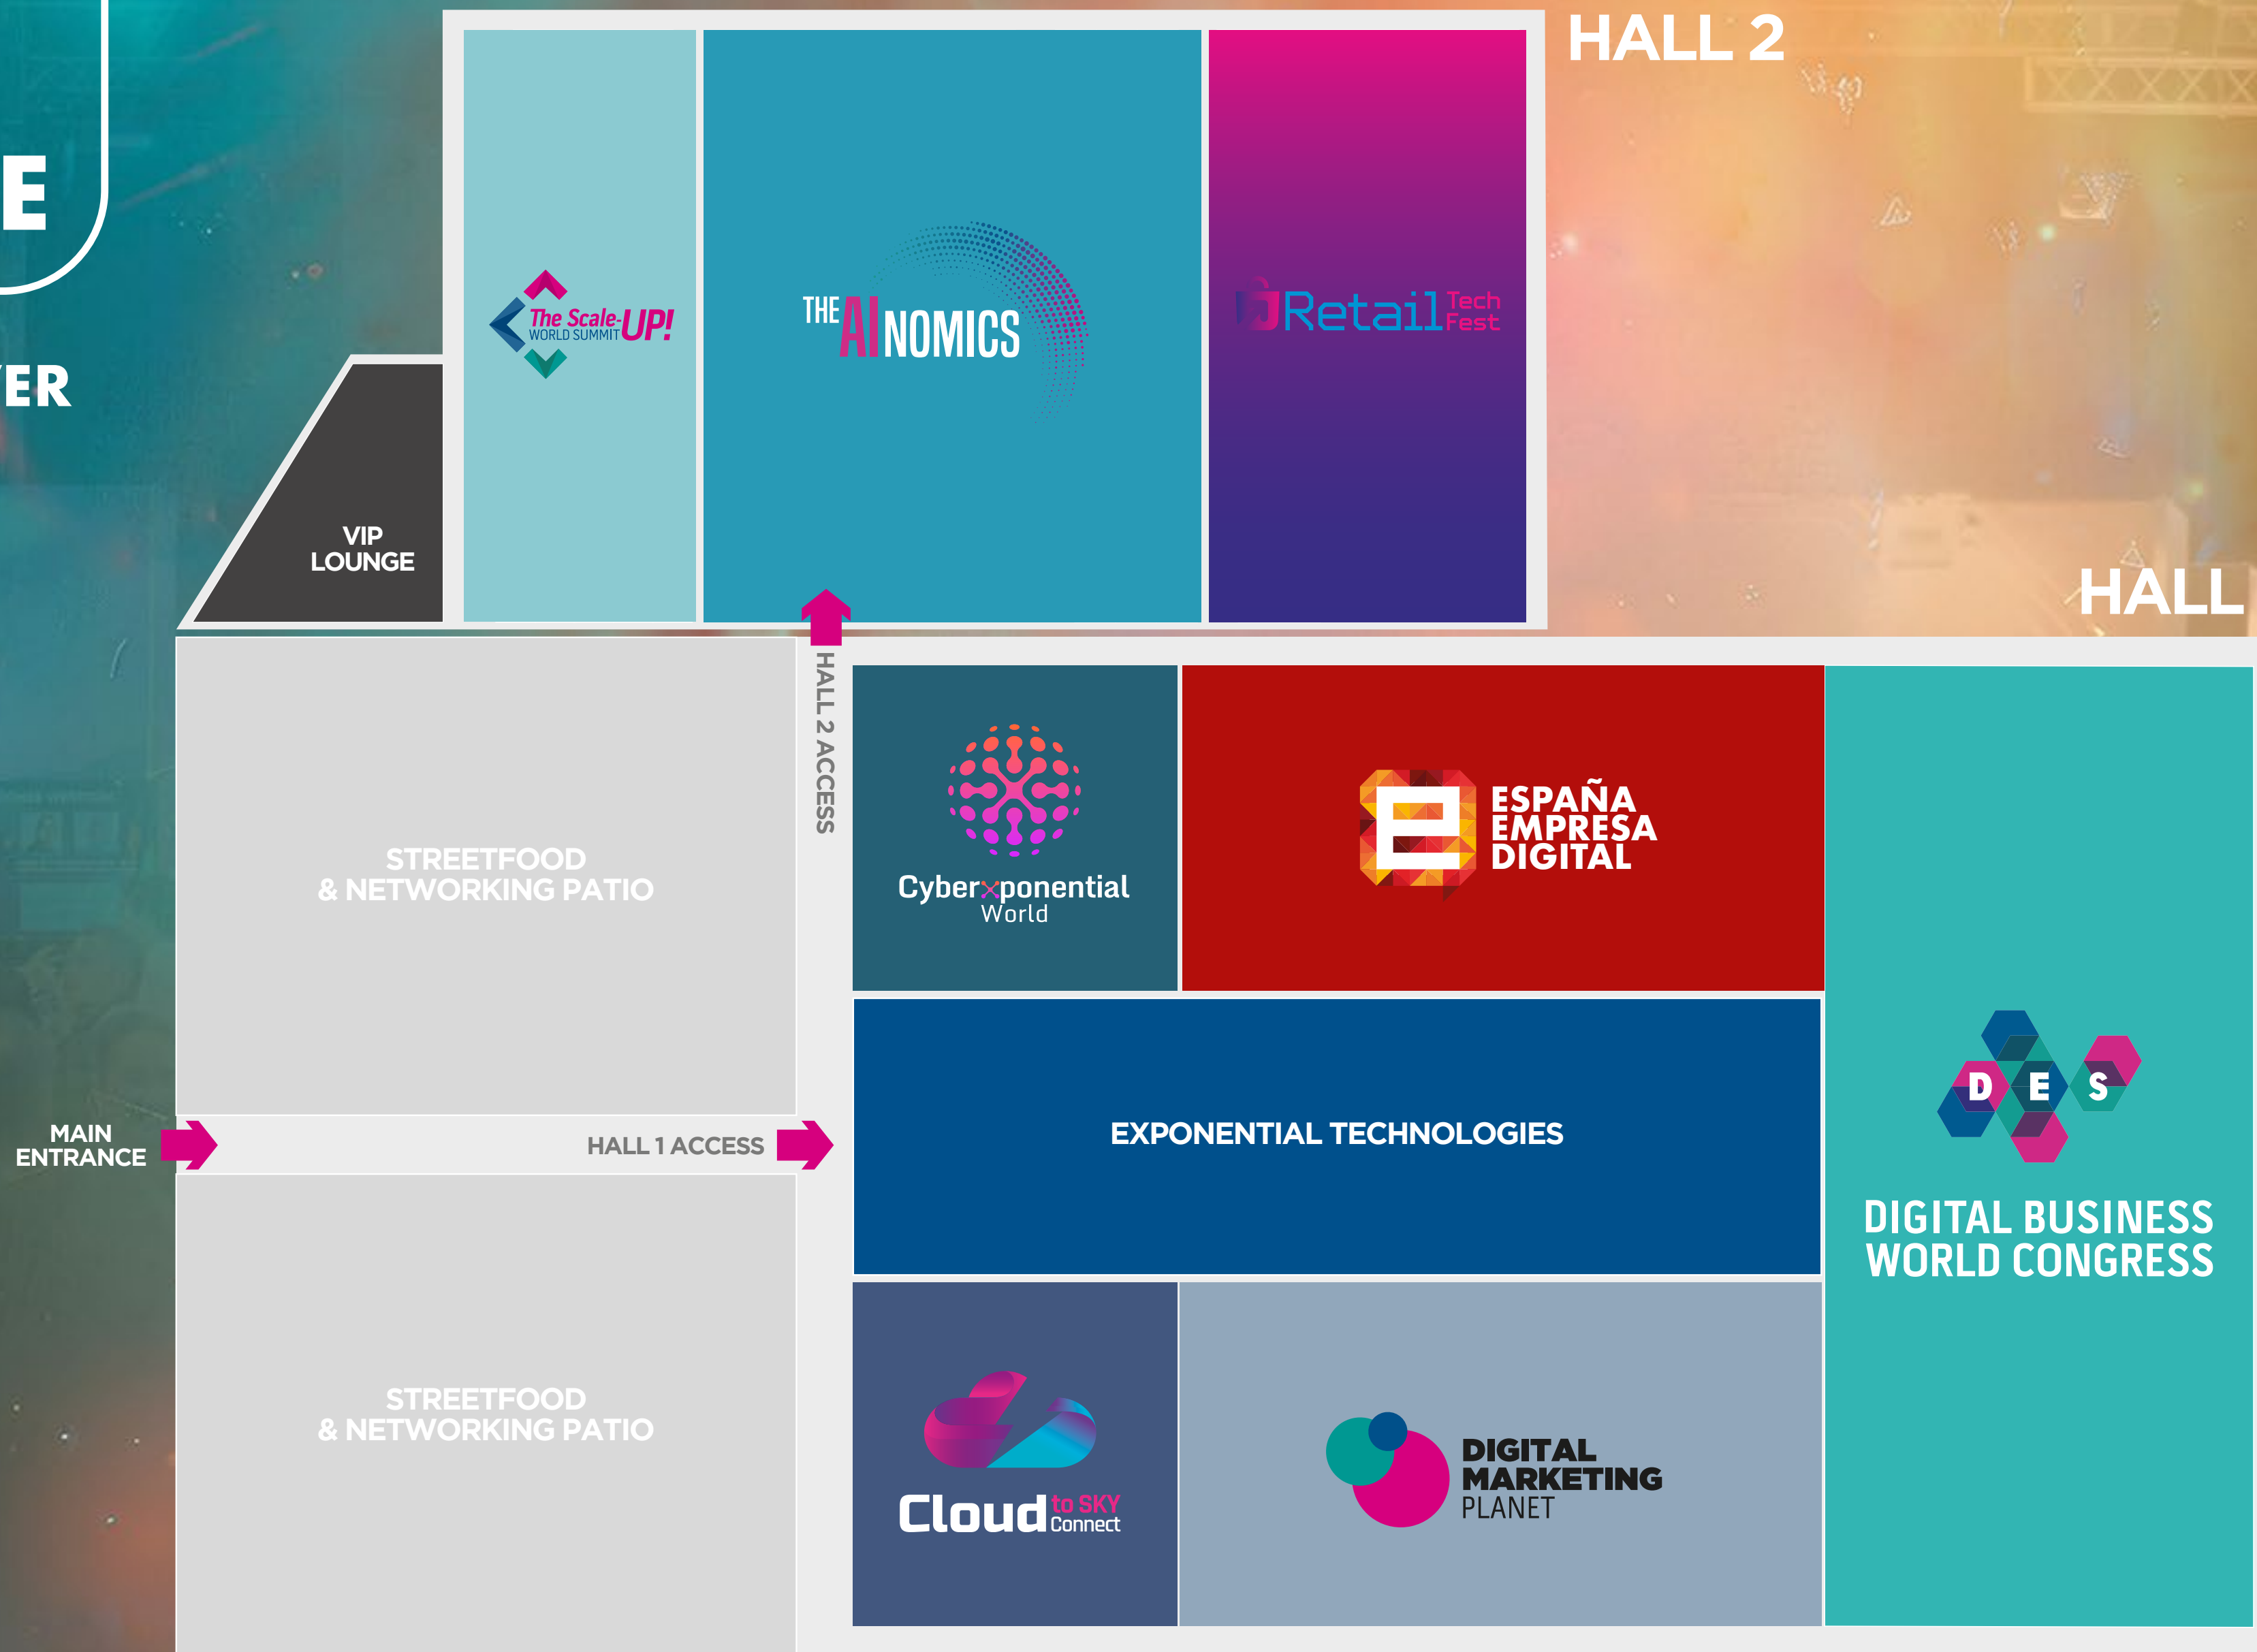 HALL 2
E
ER
The Scale-UP!
WORLD SUMMIT
THE AINOMICS
Retail Tech Fest
VIP
LOUNGE
HALL
HALL 2 ACCESS
STREETFOOD
& NETWORKING PATIO
Cyberxponential
World
ESPAÑA
EMPRESA
DIGITAL
MAIN
ENTRANCE
HALL 1 ACCESS
EXPONENTIAL TECHNOLOGIES
D E S
DIGITAL BUSINESS
WORLD CONGRESS
STREETFOOD
& NETWORKING PATIO
Cloud to SKY
Connect
DIGITAL
MARKETING
PLANET